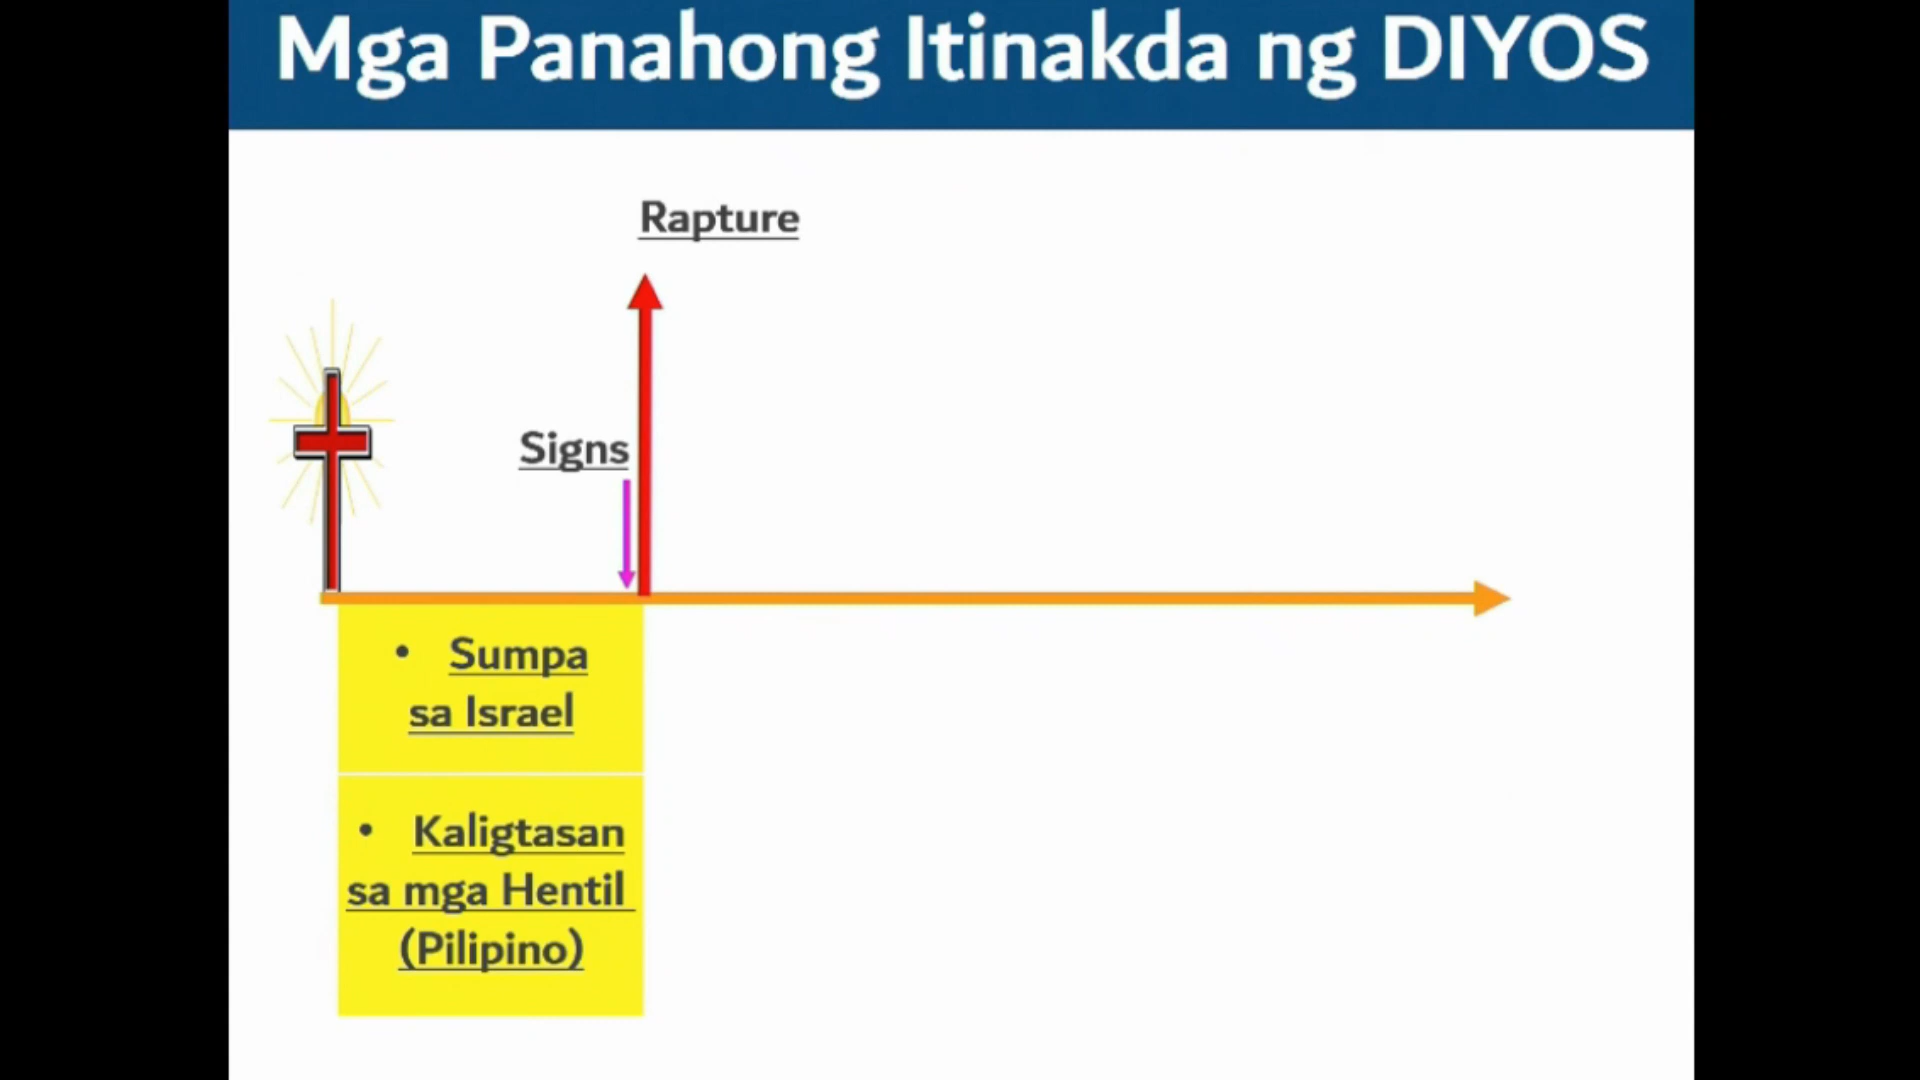 Mga Panahong Itinakda ng DIYOS
Rapture
Signs
• Sumpa
sa Israel
• Kaligtasan
sa mga Hentil
(Pilipino)